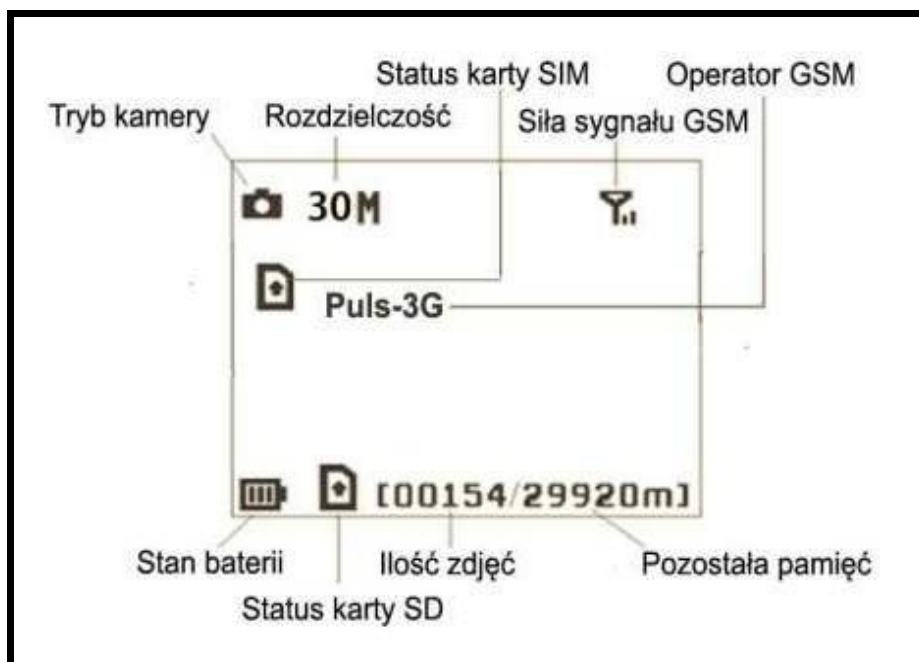 Status karty SIM
Operator GSM
Tryb kamery
Rozdzielczość
Siła sygnału GSM
30M
Puls-3G
[00154/29920m]
Stan baterii
Ilość zdjęć
Pozostała pamięć
Status karty SD